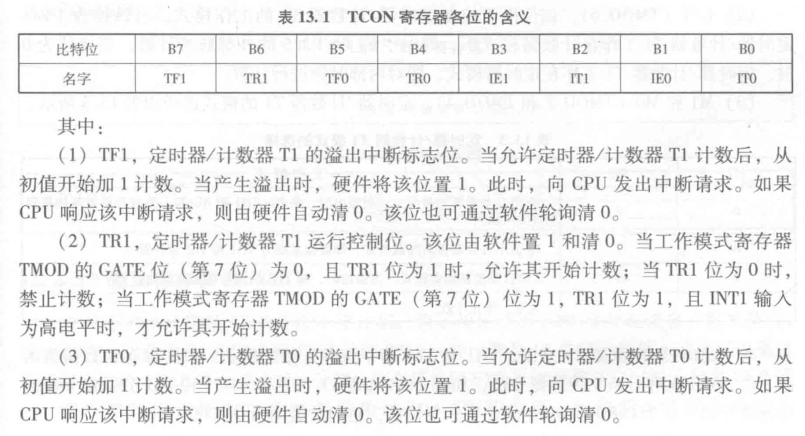 表 13.1 TCON 寄存器各位的含义
比特位 B7 B6 B5 B4 B3 B2 B1 B0
名字 TF1 TR1 TF0 TR0 IE1 IT1 IE0 IT0
其中：
（1）TF1，定时器/计数器 T1 的溢出中断标志位。当允许定时器/计数器 T1 计数后，从
初值开始加 1 计数。当产生溢出时，硬件将该位置 1。此时，向 CPU 发出中断请求。如果
CPU 响应该中断请求，则由硬件自动清 0。该位也可通过软件轮询清 0。
（2）TR1，定时器/计数器 T1 运行控制位。该位由软件置 1 和清 0。当工作模式寄存器
TMOD 的 GATE 位（第 7 位）为 0，且 TR1 位为 1 时，允许其开始计数；当 TR1 位为 0 时，
禁止计数；当工作模式寄存器 TMOD 的 GATE（第 7 位）位为 1，TR1 位为 1，且 INT1 输入
为高电平时，才允许其开始计数。
（3）TF0，定时器/计数器 T0 的溢出中断标志位。当允许定时器/计数器 T0 计数后，从
初值开始加 1 计数。当产生溢出时，硬件将该位置 1。此时，向 CPU 发出中断请求。如果
CPU 响应该中断请求，则由硬件自动清 0。该位也可通过软件轮询清 0。